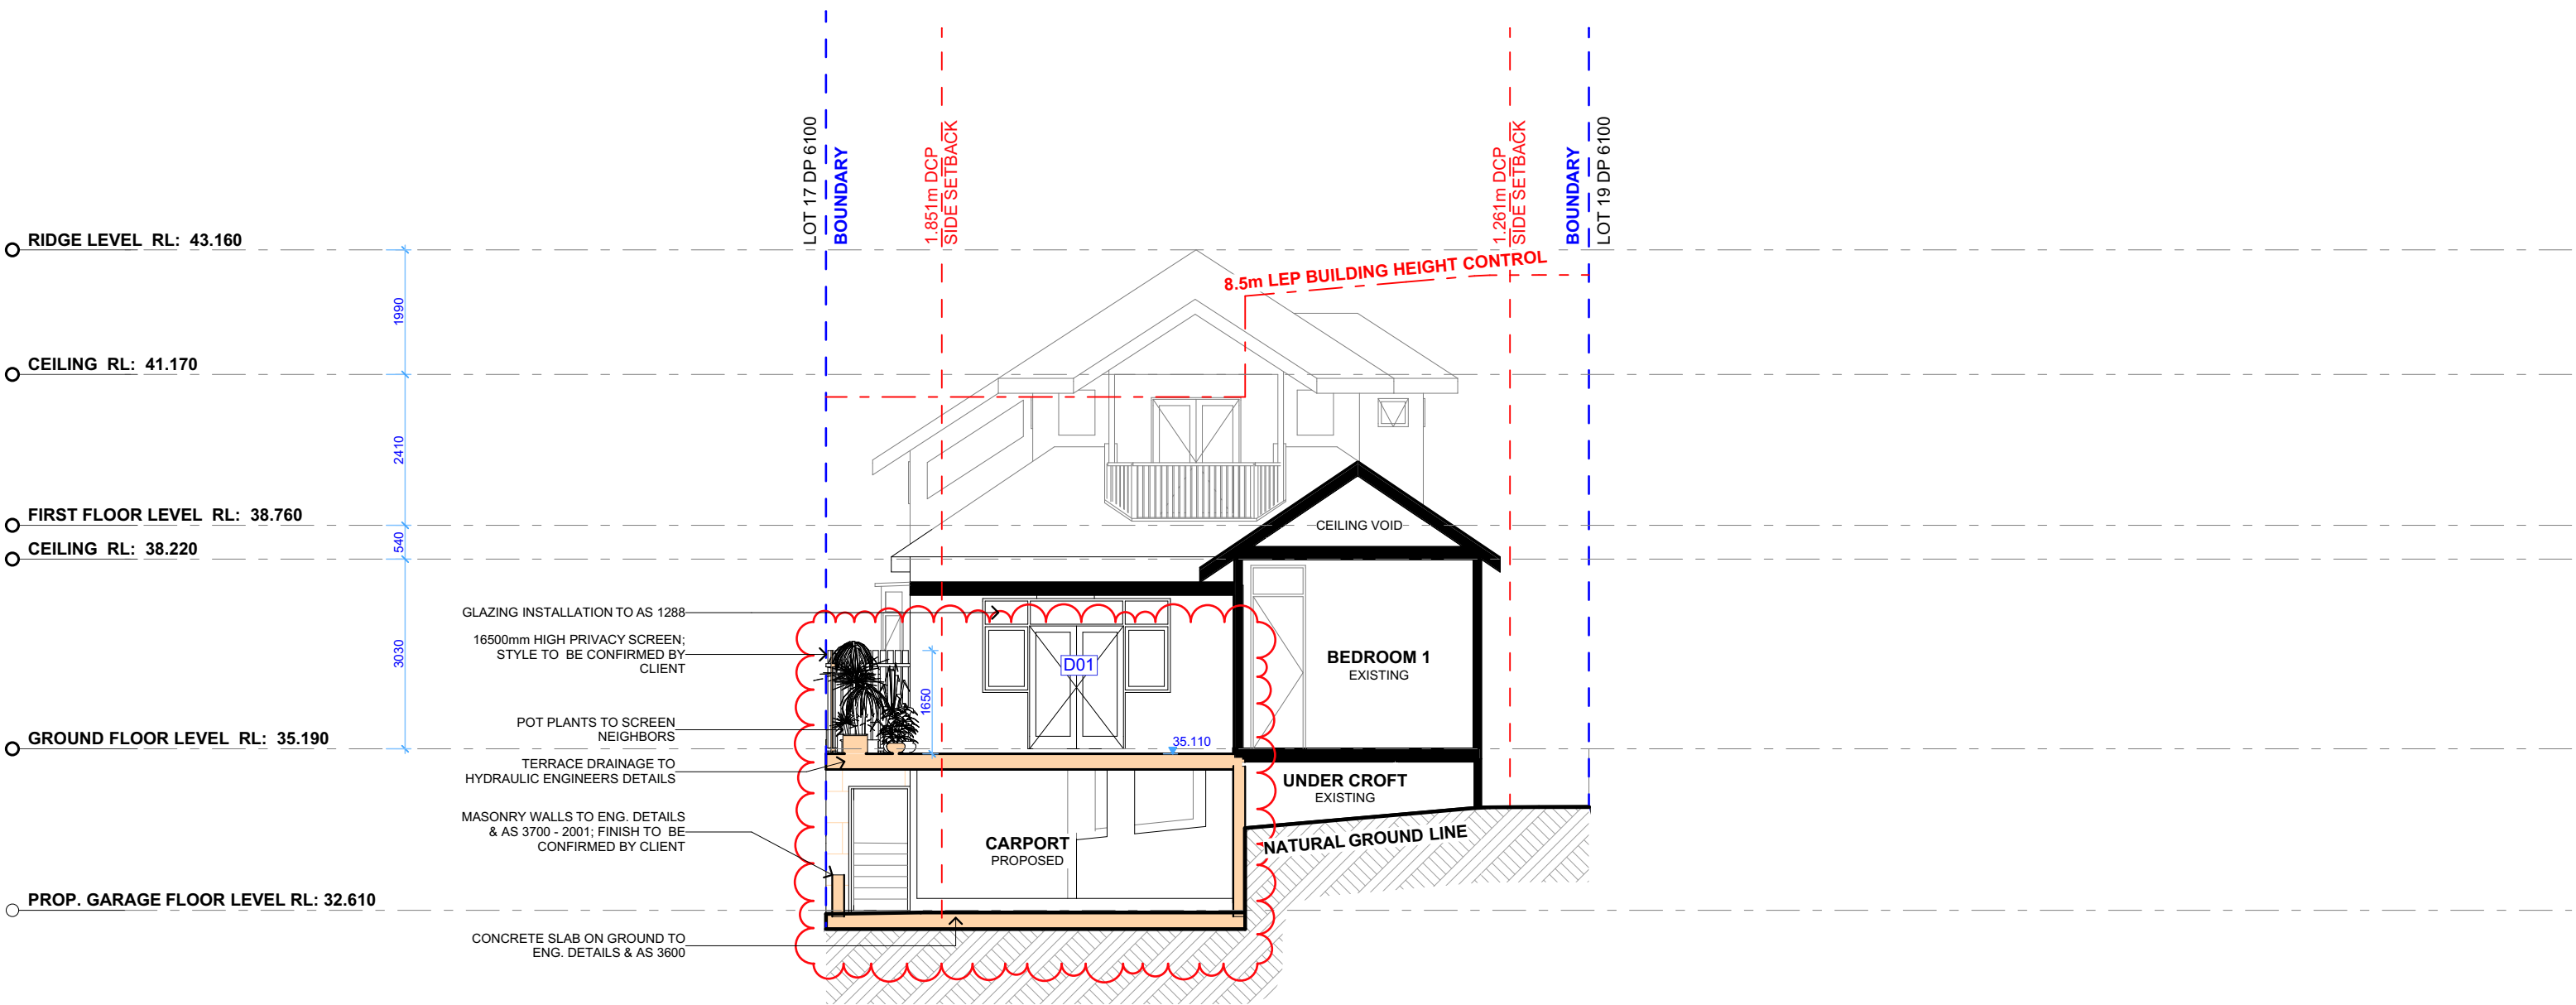 LOT 17 DP 6100
BOUNDARY
1.851m DCP
SIDE SETBACK
1.261m DCP
SIDE SETBACK
BOUNDARY
LOT 19 DP 6100
RIDGE LEVEL RL: 43.160
8.5m LEP BUILDING HEIGHT CONTROL
1990
CEILING RL: 41.170
2410
FIRST FLOOR LEVEL RL: 38.760
CEILING VOID
540
CEILING RL: 38.220
GLAZING INSTALLATION TO AS 1288
16500mm HIGH PRIVACY SCREEN;
STYLE TO BE CONFIRMED BY
CLIENT
3030
D01
BEDROOM 1
EXISTING
1650
POT PLANTS TO SCREEN
NEIGHBORS
GROUND FLOOR LEVEL RL: 35.190
35.110
TERRACE DRAINAGE TO
HYDRAULIC ENGINEERS DETAILS
UNDER CROFT
EXISTING
MASONRY WALLS TO ENG. DETAILS
& AS 3700 - 2001; FINISH TO BE
CONFIRMED BY CLIENT
CARPORT
PROPOSED
NATURAL GROUND LINE
PROP. GARAGE FLOOR LEVEL RL: 32.610
CONCRETE SLAB ON GROUND TO
ENG. DETAILS & AS 3600